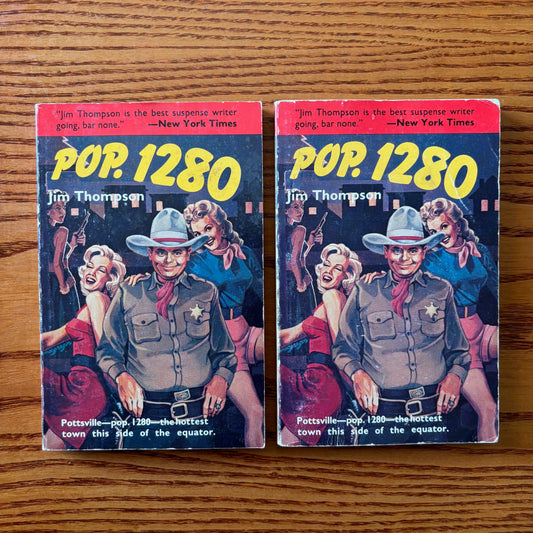 "Jim Thompson is the best suspense writer
going, bar none." —New York Times
POP. 1280
Jim Thompson
Pottsville—pop. 1280—the hottest
town this side of the equator.
"Jim Thompson is the best suspense writer
going, bar none." —New York Times
POP. 1280
Jim Thompson
Pottsville—pop. 1280—the hottest
town this side of the equator.